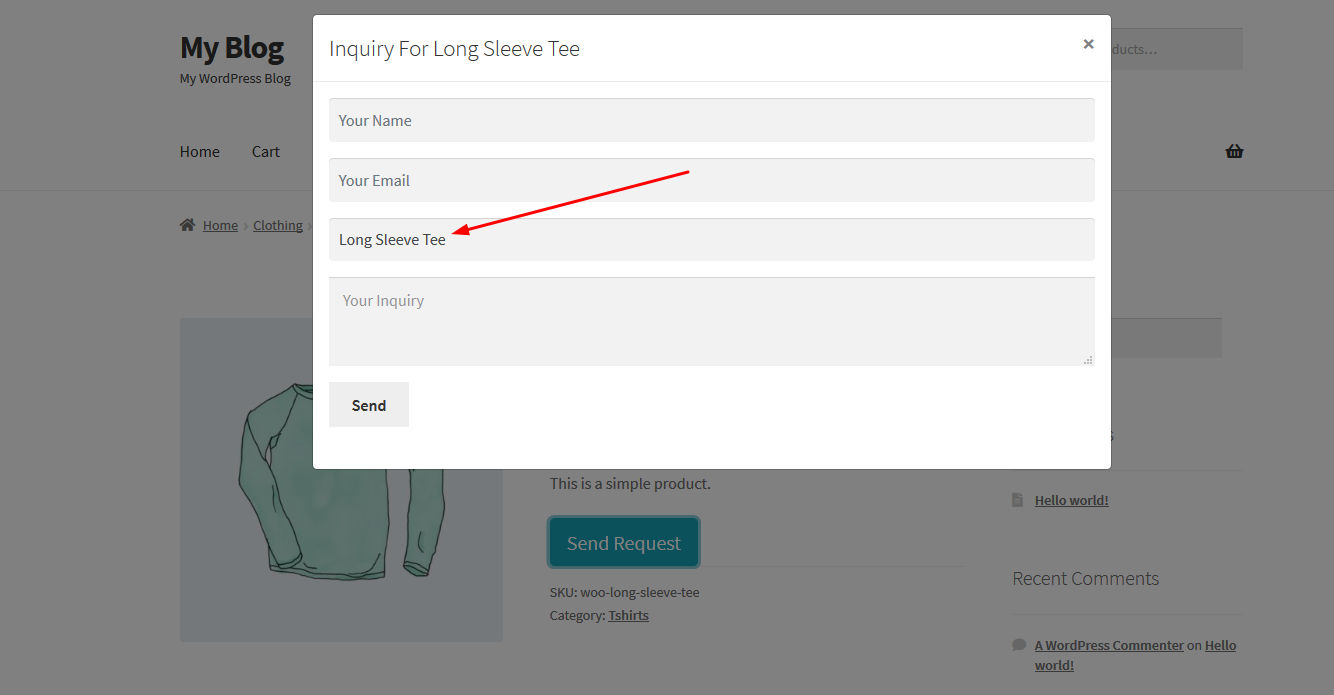 My Blog
My WordPress Blog
Inquiry For Long Sleeve Tee
×
ducts…
Your Name
Home
Cart
Your Email
Home › Clothing ›
Long Sleeve Tee
Your Inquiry
Send
s
This is a simple product.
Hello world!
Send Request
Recent Comments
SKU: woo-long-sleeve-tee
Category: Tshirts
A WordPress Commenter on Hello
world!